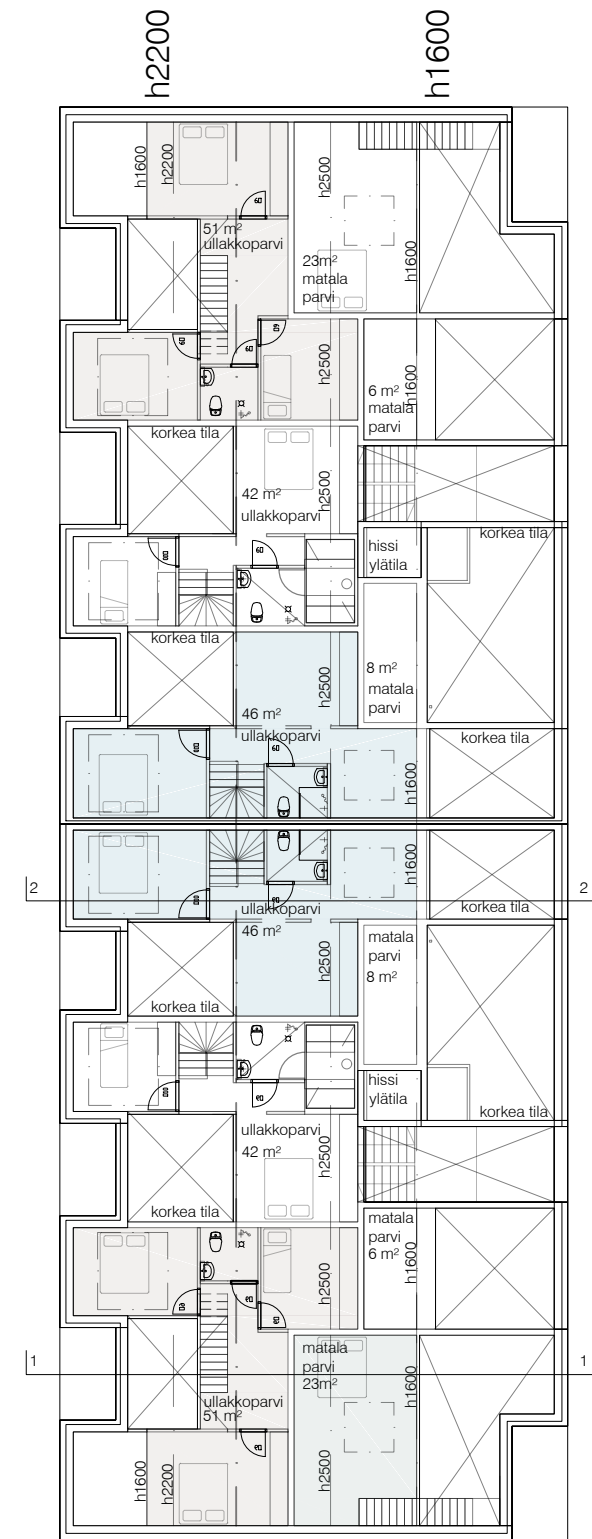 h2200
h1600
h1600
h2200
h2500
h1600
51 m²
ullakkoparvi
23m²
matala
parvi
h2500
6 m²
matala
parvi
h1600
korkea tila
42 m²
ullakkoparvi
h2500
hissi
ylätila
korkea tila
korkea tila
46 m²
ullakkoparvi
h2500
8 m²
matala
parvi
korkea tila
h1600
2
2
h1600
korkea tila
ullakkoparvi
46 m²
h2500
matala
parvi
8 m²
korkea tila
hissi
ylätila
korkea tila
ullakkoparvi
42 m²
h2500
korkea tila
matala
parvi
6 m²
h1600
h2500
1
1
matala
parvi
23m²
h1600
ullakkoparvi
51 m²
h1600
h2200
h2500